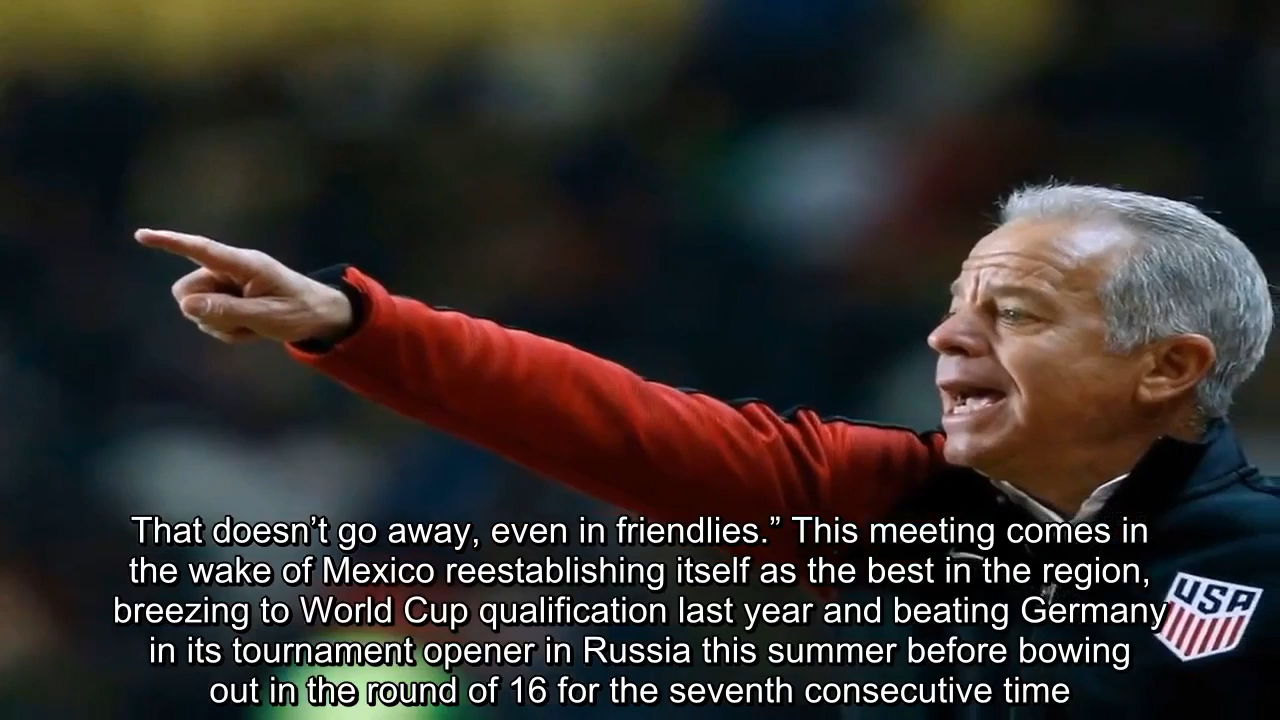 That doesn’t go away, even in friendlies.” This meeting comes in
the wake of Mexico reestablishing itself as the best in the region,
breezing to World Cup qualification last year and beating Germany
in its tournament opener in Russia this summer before bowing
out in the round of 16 for the seventh consecutive time
USA